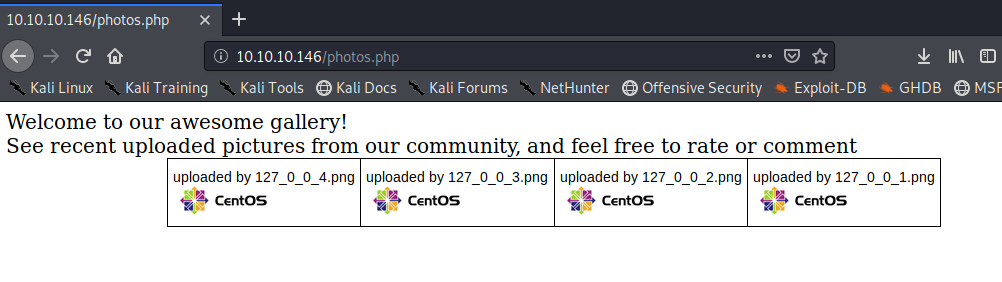 10.10.10.146/photos.php
10.10.10.146/photos.php
Kali Linux Kali Training Kali Tools Kali Docs Kali Forums NetHunter Offensive Security Exploit-DB GHDB MSF
Welcome to our awesome gallery!
See recent uploaded pictures from our community, and feel free to rate or comment
uploaded by 127_0_0_4.png uploaded by 127_0_0_3.png uploaded by 127_0_0_2.png uploaded by 127_0_0_1.png
CentOS CentOS CentOS CentOS